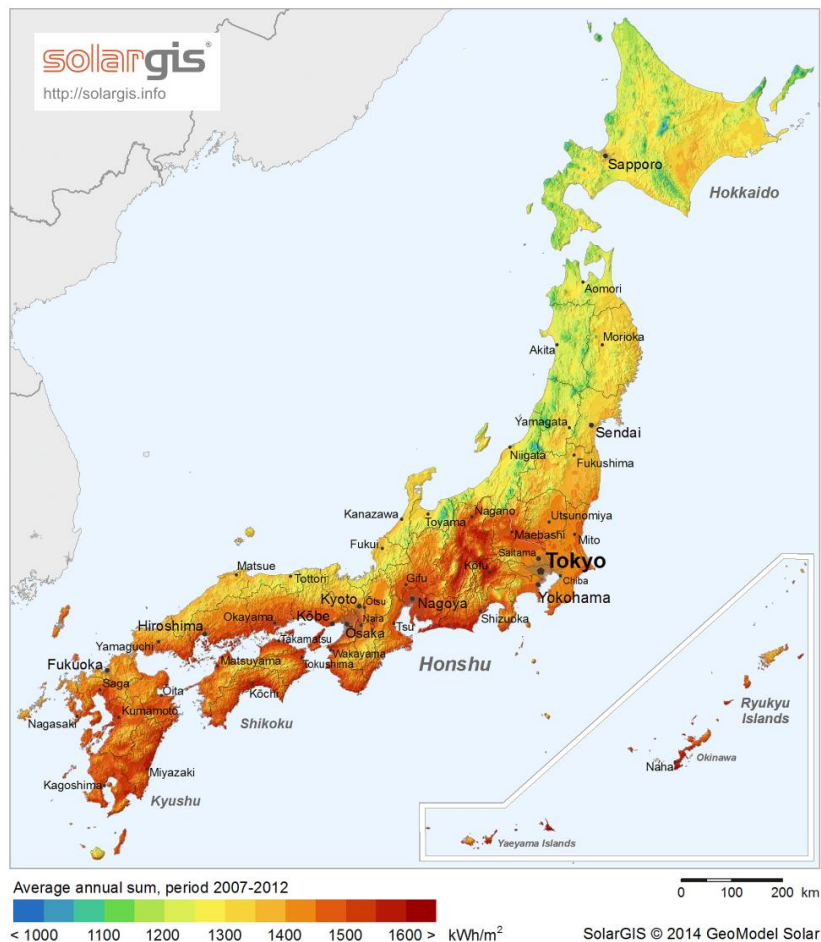 solargis®
http://solargis.info
Sapporo
Hokkaido
Aomori
Akita
Morioka
Yamagata
Sendai
Niigata
Fukushima
Kanazawa
Toyama
Nagano
Utsunomiya
Maebashi
Mito
Fukui
Saitama
Tokyo
Kōfu
Matsue
Tottori
Gifu
Chiba
Kyoto
Ōtsu
Nagoya
Yokohama
Okayama
Kōbe
Nara
Hiroshima
Osaka
Tsu
Shizuoka
Yamaguchi
Takamatsu
Wakayama
Fukuoka
Matsuyama
Tokushima
Honshu
Saga
Oita
Kōchi
Nagasaki
Kumamoto
Shikoku
Ryukyu
Islands
Miyazaki
Kagoshima
Kyushu
Naha
Okinawa
Yaeyama Islands
Average annual sum, period 2007-2012
0 100 200 km
< 1000 1100 1200 1300 1400 1500 1600 > kWh/m²
SolarGIS © 2014 GeoModel Solar